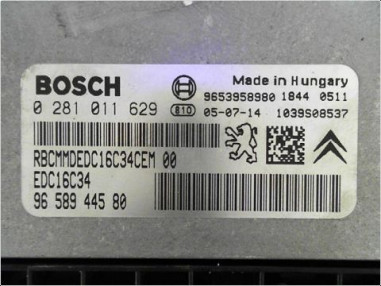 BOSCH
Made in Hungary
9653958980 1844 0511
0 281 011 629 810 05-07-14 1039S08537
RBCMMDEDC16C34CEM 00
EDC16C34
96 589 445 80